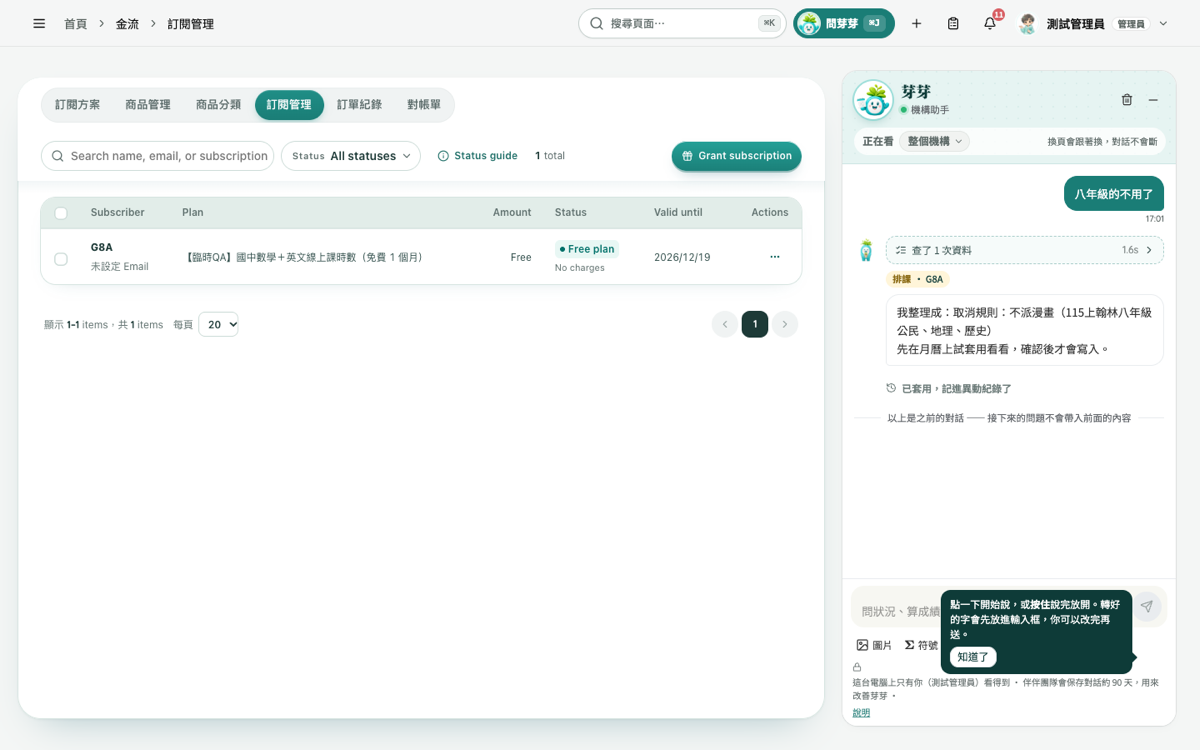 首頁 > 金流 > 訂閱管理
搜尋頁面… ⌘K
問芽芽 ⌘J
11
測試管理員 管理員
訂閱方案 商品管理 商品分類 訂閱管理 訂單紀錄 對帳單
Search name, email, or subscription
Status All statuses
Status guide
1 total
Grant subscription
Subscriber Plan Amount Status Valid until Actions
G8A
未設定 Email
【臨時QA】國中數學＋英文線上課時數（免費 1 個月）
Free
Free plan
No charges
2026/12/19
顯示 1-1 items，共 1 items 每頁 20
1
芽芽
機構助手
正在看 整個機構
換頁會跟著換，對話不會斷
八年級的不用了
17:01
查了 1 次資料 1.6s
排課 · G8A
我整理成：取消規則：不派漫畫（115上翰林八年級
公民、地理、歷史）
先在月曆上試套用看看，確認後才會寫入。
已套用，記進異動紀錄了
以上是之前的對話 —— 接下來的問題不會帶入前面的內容
問狀況、算成績
點一下開始說，或按住說完放開。轉好
的字會先放進輸入框，你可以改完再
送。
知道了
圖片 符號
這台電腦上只有你（測試管理員）看得到 · 伴伴團隊會保存對話約 90 天，用來
改善芽芽 ·
說明